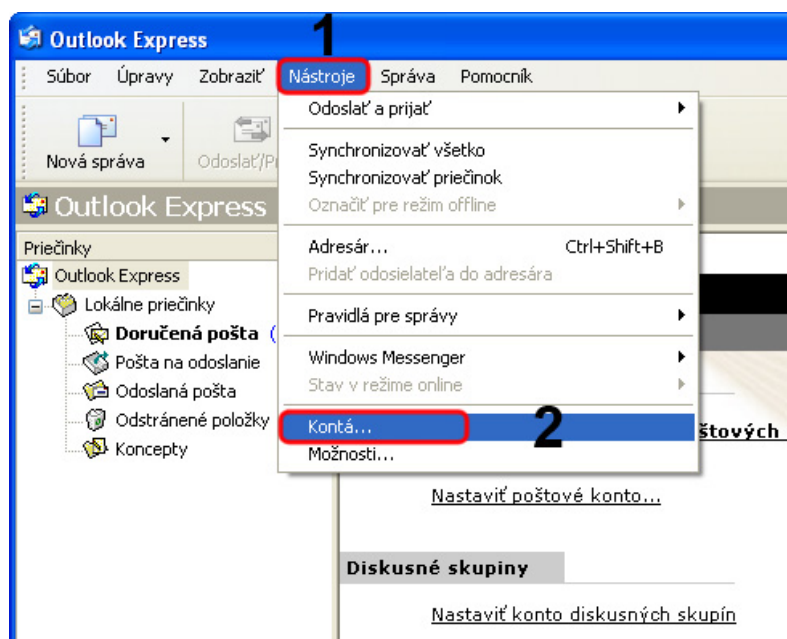 Outlook Express
1
Súbor Úpravy Zobraziť Nástroje Správa Pomocník
Nová správa Odoslať/Pr
Outlook Express
Priečinky
Outlook Express
Lokálne priečinky
Doručená pošta (
Pošta na odoslanie
Odoslaná pošta
Odstránené položky
Koncepty
Odoslať a prijať
Synchronizovať všetko
Synchronizovať priečinok
Označiť pre režim offline
Adresár... Ctrl+Shift+B
Pridať odosielateľa do adresára
Pravidlá pre správy
Windows Messenger
Stav v režime online
Kontá... 2
Možnosti...
štových
Nastaviť poštové konto...
Diskusné skupiny
Nastaviť konto diskusných skupín